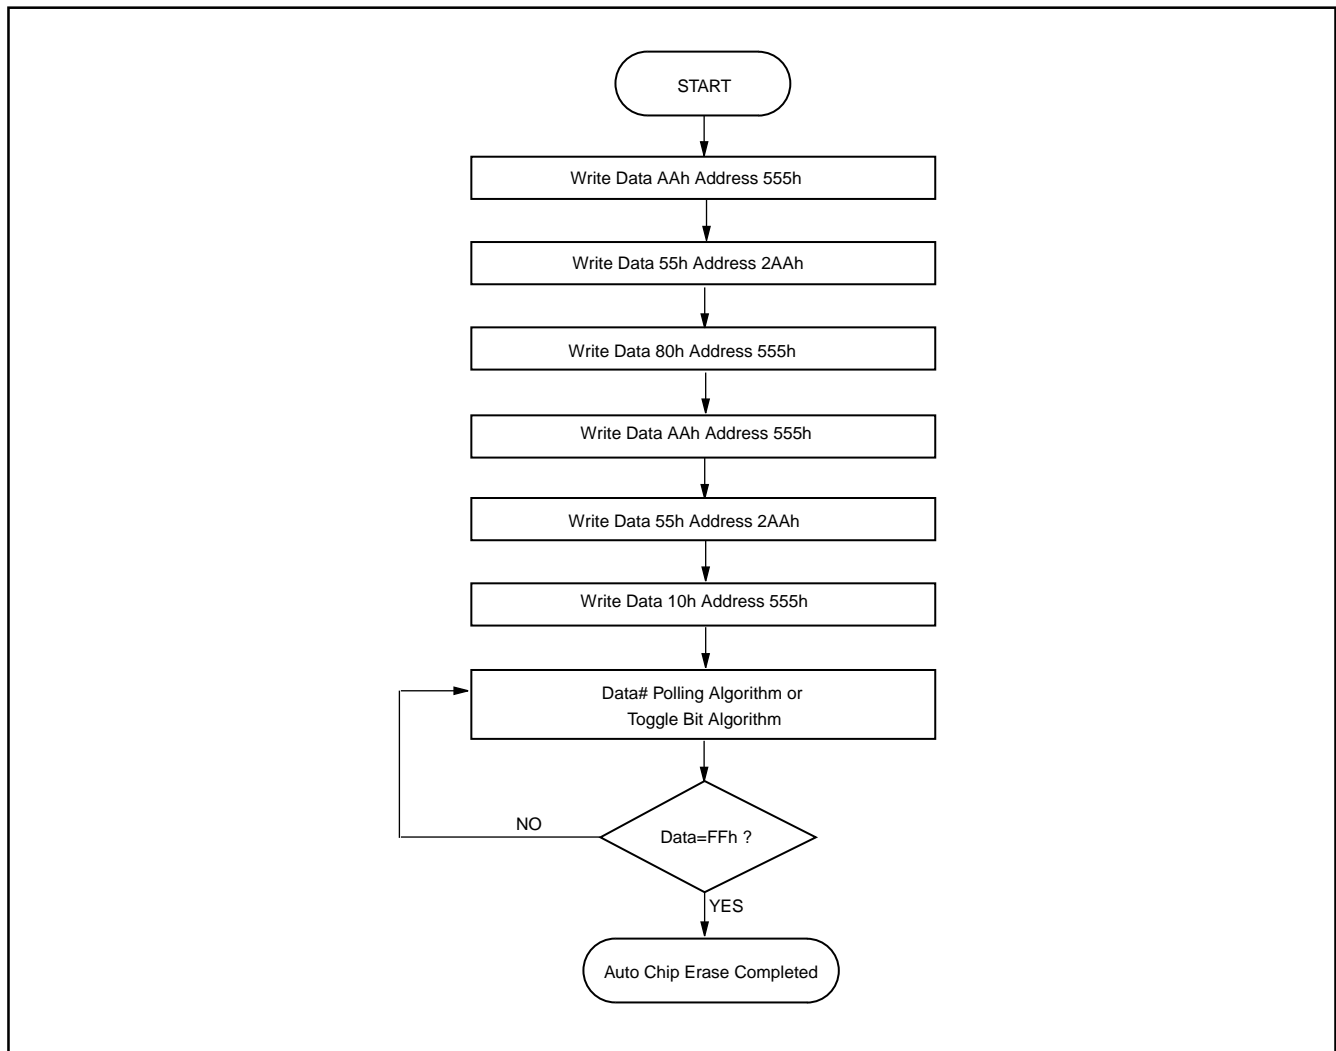 START
Write Data AAh Address 555h
Write Data 55h Address 2AAh
Write Data 80h Address 555h
Write Data AAh Address 555h
Write Data 55h Address 2AAh
Write Data 10h Address 555h
Data# Polling Algorithm or
Toggle Bit Algorithm
NO
Data=FFh ?
YES
Auto Chip Erase Completed